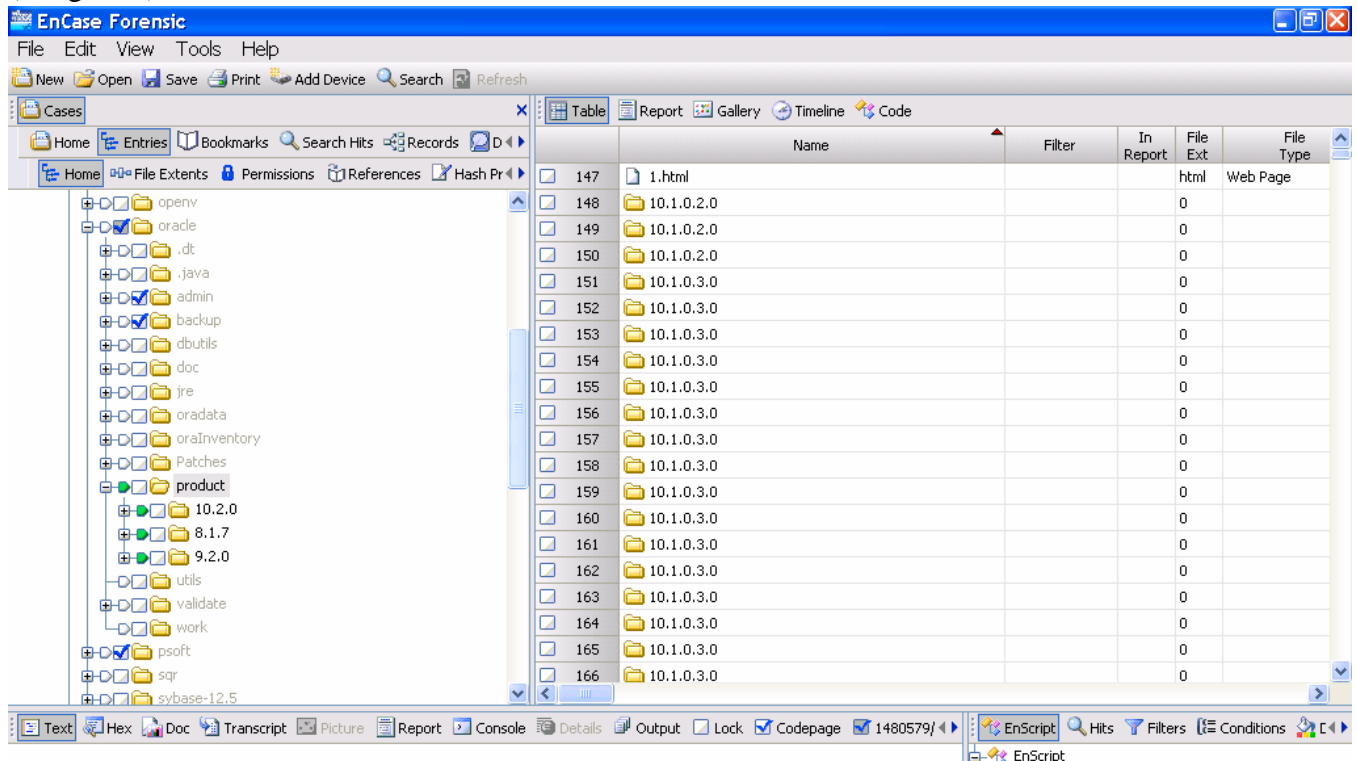 EnCase Forensic
File Edit View Tools Help
New Open Save Print Add Device Search Refresh
Cases
Table Report Gallery Timeline Code
Home Entries Bookmarks Search Hits Records D
Home File Extents Permissions References Hash Pr
Name Filter In Report File Ext File Type
openv
oracle
.dt
.java
admin
backup
dbutils
doc
jre
oradata
oraInventory
Patches
product
10.2.0
8.1.7
9.2.0
utils
validate
work
psoft
sqr
sybase-12.5
147 1.html html Web Page
148 10.1.0.2.0 0
149 10.1.0.2.0 0
150 10.1.0.2.0 0
151 10.1.0.3.0 0
152 10.1.0.3.0 0
153 10.1.0.3.0 0
154 10.1.0.3.0 0
155 10.1.0.3.0 0
156 10.1.0.3.0 0
157 10.1.0.3.0 0
158 10.1.0.3.0 0
159 10.1.0.3.0 0
160 10.1.0.3.0 0
161 10.1.0.3.0 0
162 10.1.0.3.0 0
163 10.1.0.3.0 0
164 10.1.0.3.0 0
165 10.1.0.3.0 0
166 10.1.0.3.0 0
Text Hex Doc Transcript Picture Report Console Details Output Lock Codepage 1480579/
EnScript Hits Filters Conditions
EnScript